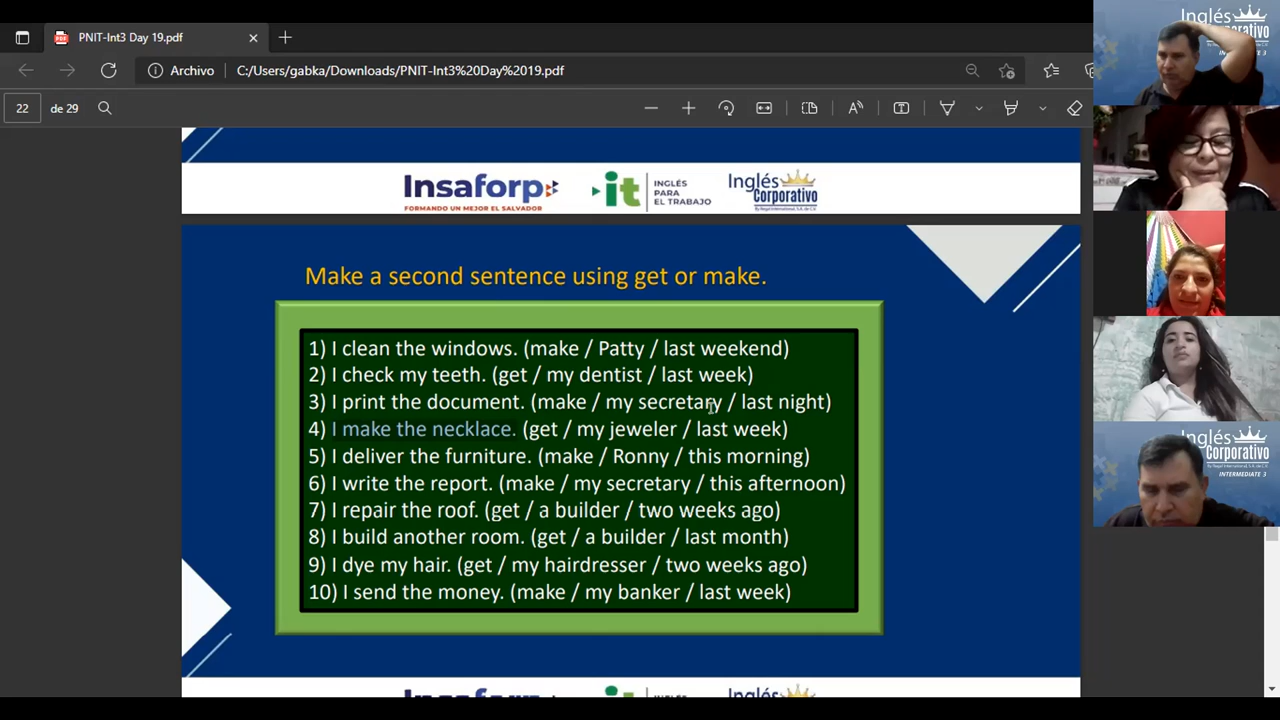 PNIT-Int3 Day 19.pdf
Archivo C:/Users/gabka/Downloads/PNIT-Int3%20Day%2019.pdf
22 de 29
Insaforp
FORMANDO UN MEJOR EL SALVADOR
it
INGLÉS
PARA
EL TRABAJO
Inglés
Corporativo
Make a second sentence using get or make.
1) I clean the windows. (make / Patty / last weekend)
2) I check my teeth. (get / my dentist / last week)
3) I print the document. (make / my secretary / last night)
4) I make the necklace. (get / my jeweler / last week)
5) I deliver the furniture. (make / Ronny / this morning)
6) I write the report. (make / my secretary / this afternoon)
7) I repair the roof. (get / a builder / two weeks ago)
8) I build another room. (get / a builder / last month)
9) I dye my hair. (get / my hairdresser / two weeks ago)
10) I send the money. (make / my banker / last week)
Inglés
Corporativo
INTERMEDIATE 3